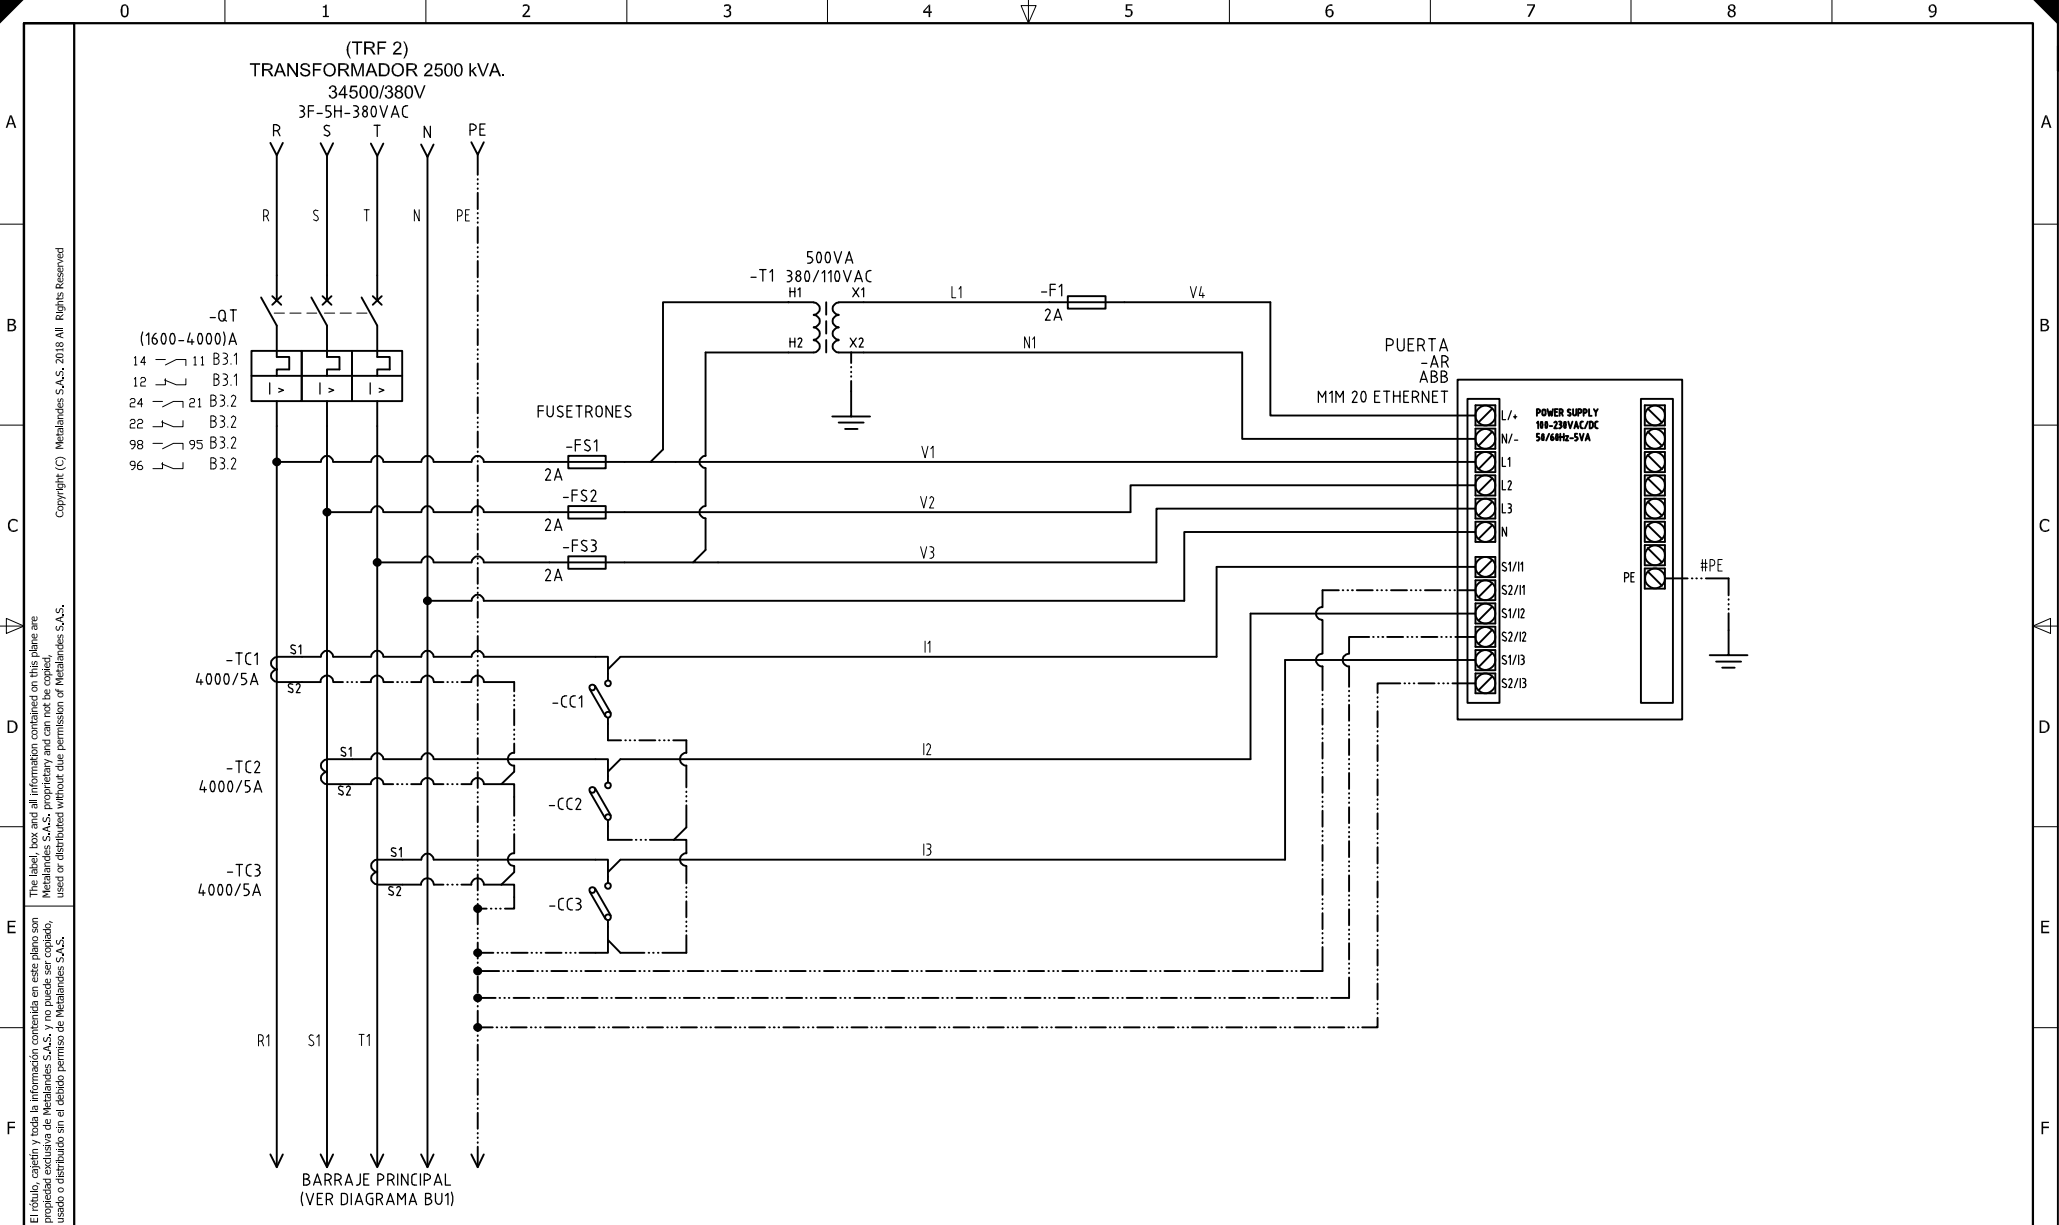 0 1 2 3 4 5 6 7 8 9
(TRF 2)
TRANSFORMADOR 2500 kVA.
34500/380V
3F-5H-380VAC
A A
R S T N PE
R S T N PE
500VA
-T1 380/110VAC
H1 X1 L1 -F1 V4
2A
H2 X2 N1
B B
-QT
(1600-4000)A
14 11 B3.1
12 B3.1
24 21 B3.2
22 B3.2
98 95 B3.2
96 B3.2
PUERTA
-AR
ABB
M1M 20 ETHERNET
FUSETRONES
-FS1
2A
V1
-FS2
2A
V2
-FS3
2A
V3
L/+
N/-
L1
L2
L3
N
S1/I1
S2/I1
S1/I2
S2/I2
S1/I3
S2/I3
POWER SUPPLY
100-230VAC/DC
50/60Hz-5VA
PE
#PE
C C
-TC1
4000/5A
S1
S2
-CC1
I1
D D
-TC2
4000/5A
S1
S2
-CC2
I2
-TC3
4000/5A
S1
S2
-CC3
I3
E E
R1 S1 T1
F F
BARRAJE PRINCIPAL
(VER DIAGRAMA BU1)
Copyright (C) Metalandes S.A.S. 2018 All Rights Reserved
The label, box and all information contained on this plane are
Metalandes S.A.S. proprietary and can not be copied,
used or distributed without due permission of Metalandes S.A.S.
El rótulo, cajetín y toda la información contenida en este plano son
propiedad exclusiva de Metalandes S.A.S. y no puede ser copiado,
usado o distribuido sin el debido permiso de Metalandes S.A.S.